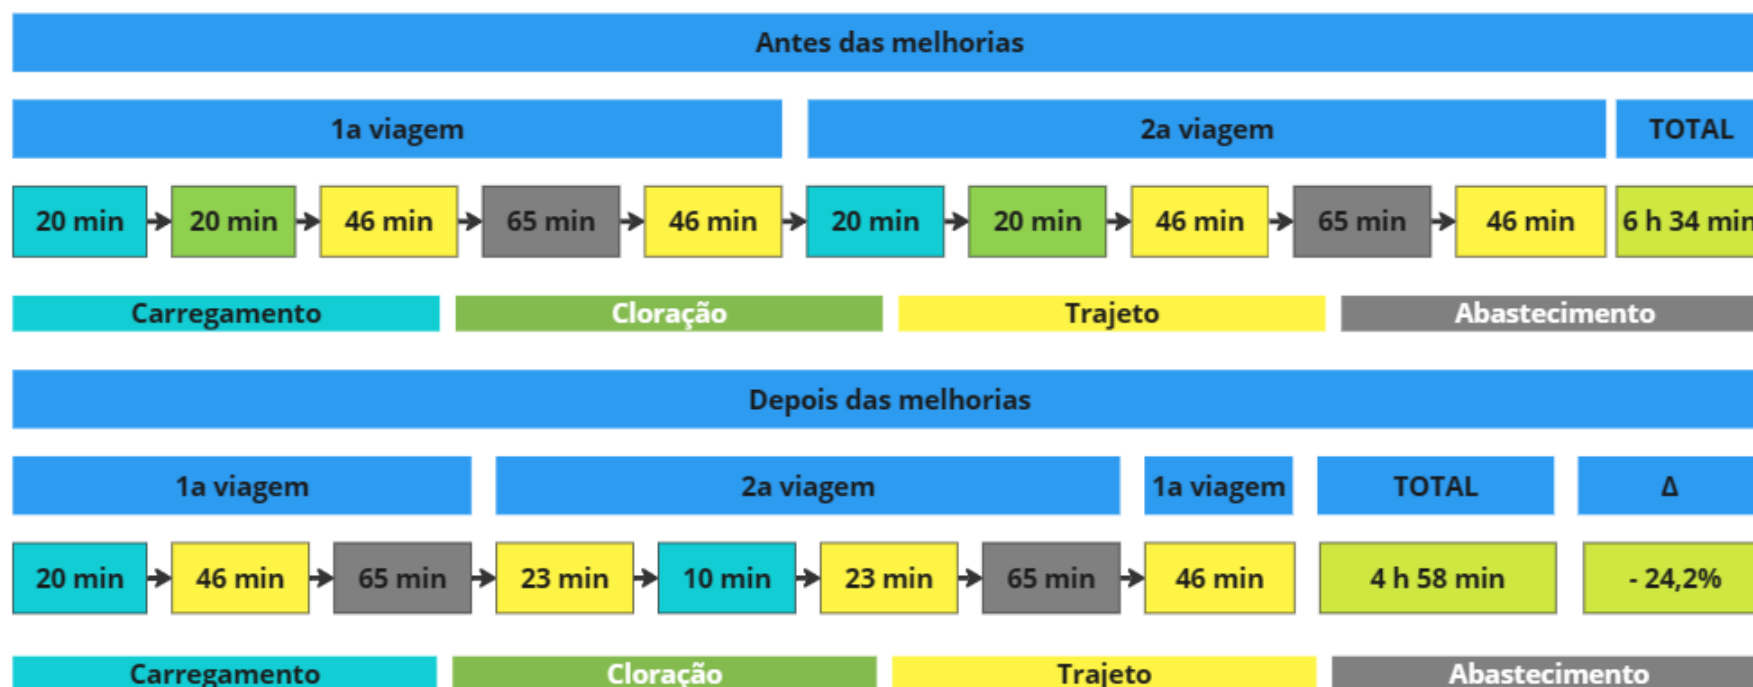 Antes das melhorias
1a viagem 2a viagem TOTAL
20 min 20 min 46 min 65 min 46 min 20 min 20 min 46 min 65 min 46 min 6 h 34 min
Carregamento Cloração Trajeto Abastecimento
Depois das melhorias
1a viagem 2a viagem 1a viagem TOTAL Δ
20 min 46 min 65 min 23 min 10 min 23 min 65 min 46 min 4 h 58 min - 24,2%
Carregamento Cloração Trajeto Abastecimento